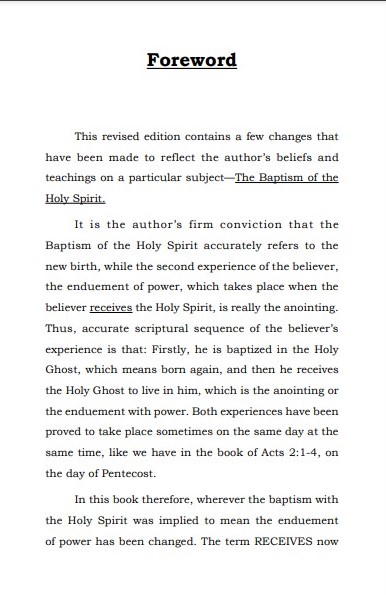 Foreword
This revised edition contains a few changes that
have been made to reflect the author's beliefs and
teachings on a particular subject—The Baptism of the
Holy Spirit.
It is the author's firm conviction that the
Baptism of the Holy Spirit accurately refers to the
new birth, while the second experience of the believer,
the enduement of power, which takes place when the
believer receives the Holy Spirit, is really the anointing.
Thus, accurate scriptural sequence of the believer's
experience is that: Firstly, he is baptized in the Holy
Ghost, which means born again, and then he receives
the Holy Ghost to live in him, which is the anointing or
the enduement with power. Both experiences have been
proved to take place sometimes on the same day at the
same time, like we have in the book of Acts 2:1-4, on
the day of Pentecost.
In this book therefore, wherever the baptism with
the Holy Spirit was implied to mean the enduement
of power has been changed. The term RECEIVES now